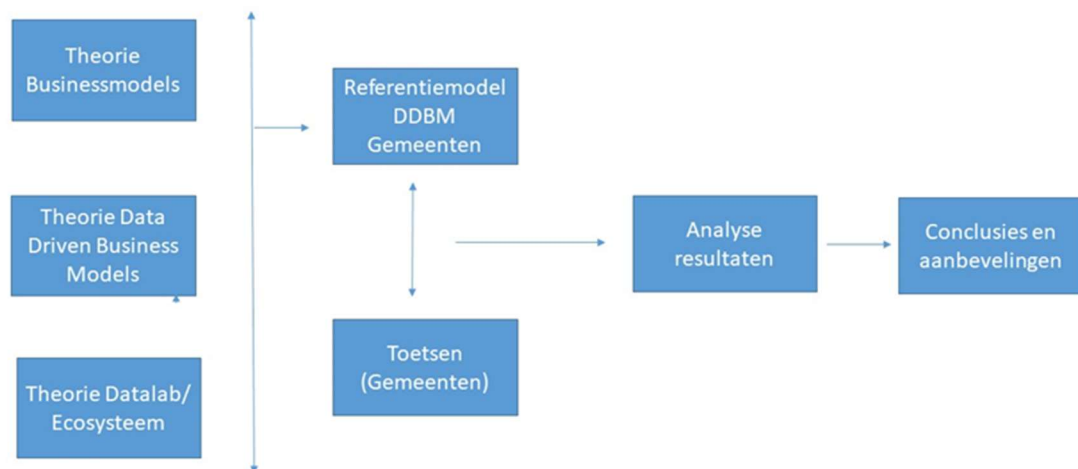 Theorie
Businessmodels
Theorie Data
Driven Business
Models
Theorie Datalab/
Ecosysteem
Referentiemodel
DDBM
Gemeenten
Toetsen
(Gemeenten)
Analyse
resultaten
Conclusies en
aanbevelingen